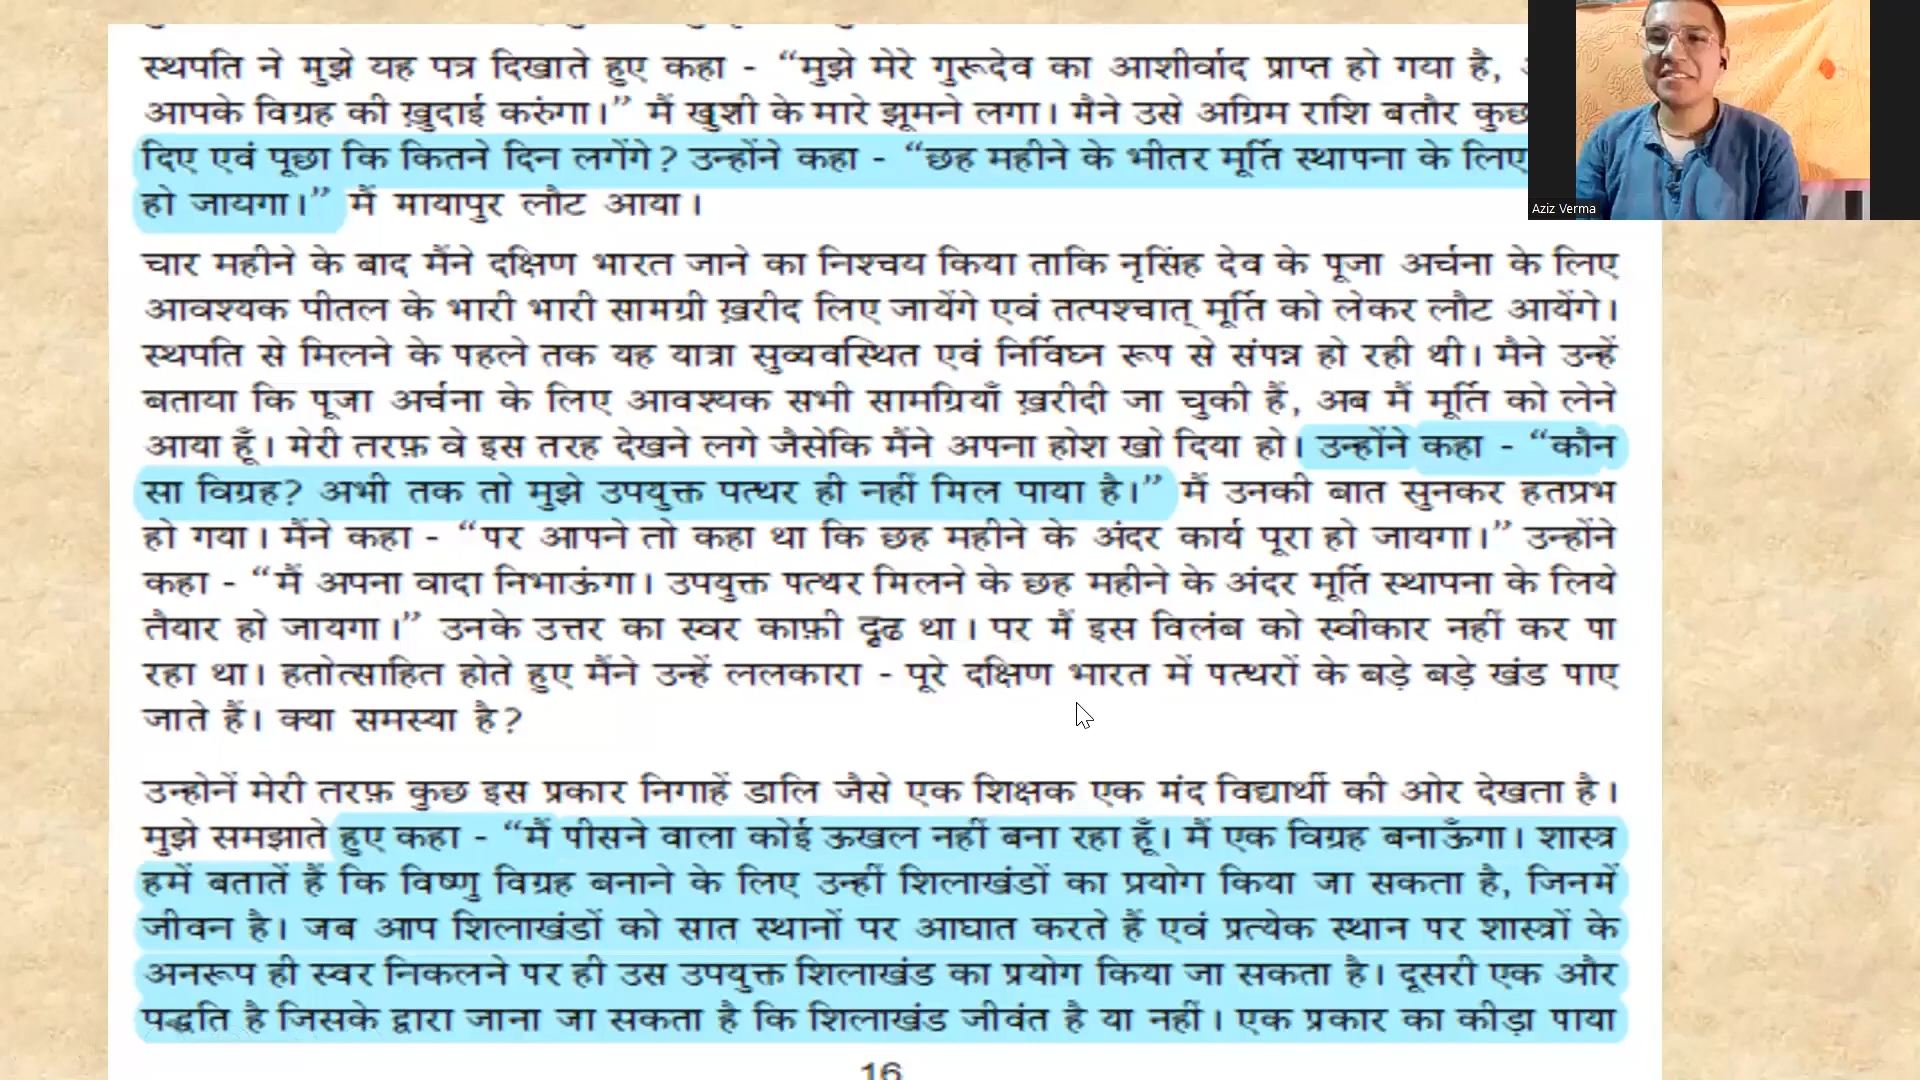 स्थपति ने मुझे यह पत्र दिखाते हुए कहा - “मुझे मेरे गुरूदेव का आशीर्वाद प्राप्त हो गया है,
आपके विग्रह की ख़ुदाई करुंगा।” मैं खुशी के मारे झूमने लगा। मैने उसे अग्रिम राशि बतौर कुछ
दिए एवं पूछा कि कितने दिन लगेंगे? उन्होंने कहा - “छह महीने के भीतर मूर्ति स्थापना के लिए
हो जायगा।” मैं मायापुर लौट आया।
Aziz Verma
चार महीने के बाद मैंने दक्षिण भारत जाने का निश्चय किया ताकि नृसिंह देव के पूजा अर्चना के लिए
आवश्यक पीतल के भारी भारी सामग्री ख़रीद लिए जायेंगे एवं तत्पश्चात् मूर्ति को लेकर लौट आयेंगे।
स्थपति से मिलने के पहले तक यह यात्रा सुव्यवस्थित एवं निर्विघ्न रूप से संपन्न हो रही थी। मैने उन्हें
बताया कि पूजा अर्चना के लिए आवश्यक सभी सामग्रियाँ ख़रीदी जा चुकी हैं, अब मैं मूर्ति को लेने
आया हूँ। मेरी तरफ़ वे इस तरह देखने लगे जैसेकि मैंने अपना होश खो दिया हो। उन्होंने कहा - “कौन
सा विग्रह? अभी तक तो मुझे उपयुक्त पत्थर ही नहीं मिल पाया है।” मैं उनकी बात सुनकर हतप्रभ
हो गया। मैंने कहा - “पर आपने तो कहा था कि छह महीने के अंदर कार्य पूरा हो जायगा।” उन्होंने
कहा - “मैं अपना वादा निभाऊंगा। उपयुक्त पत्थर मिलने के छह महीने के अंदर मूर्ति स्थापना के लिये
तैयार हो जायगा।” उनके उत्तर का स्वर काफ़ी दृढ था। पर मैं इस विलंब को स्वीकार नहीं कर पा
रहा था। हतोत्साहित होते हुए मैंने उन्हें ललकारा - पूरे दक्षिण भारत में पत्थरों के बड़े बड़े खंड पाए
जाते हैं। क्या समस्या है?
उन्होनें मेरी तरफ़ कुछ इस प्रकार निगाहें डालि जैसे एक शिक्षक एक मंद विद्यार्थी की ओर देखता है।
मुझे समझाते हुए कहा - “मैं पीसने वाला कोई ऊखल नहीं बना रहा हूँ। मैं एक विग्रह बनाऊँगा। शास्त्र
हमें बतातें हैं कि विष्णु विग्रह बनाने के लिए उन्हीं शिलाखंडों का प्रयोग किया जा सकता है, जिनमें
जीवन है। जब आप शिलाखंडों को सात स्थानों पर आघात करते हैं एवं प्रत्येक स्थान पर शास्त्रों के
अनरूप ही स्वर निकलने पर ही उस उपयुक्त शिलाखंड का प्रयोग किया जा सकता है। दूसरी एक और
पद्धति है जिसके द्वारा जाना जा सकता है कि शिलाखंड जीवंत है या नहीं। एक प्रकार का कीड़ा पाया
16